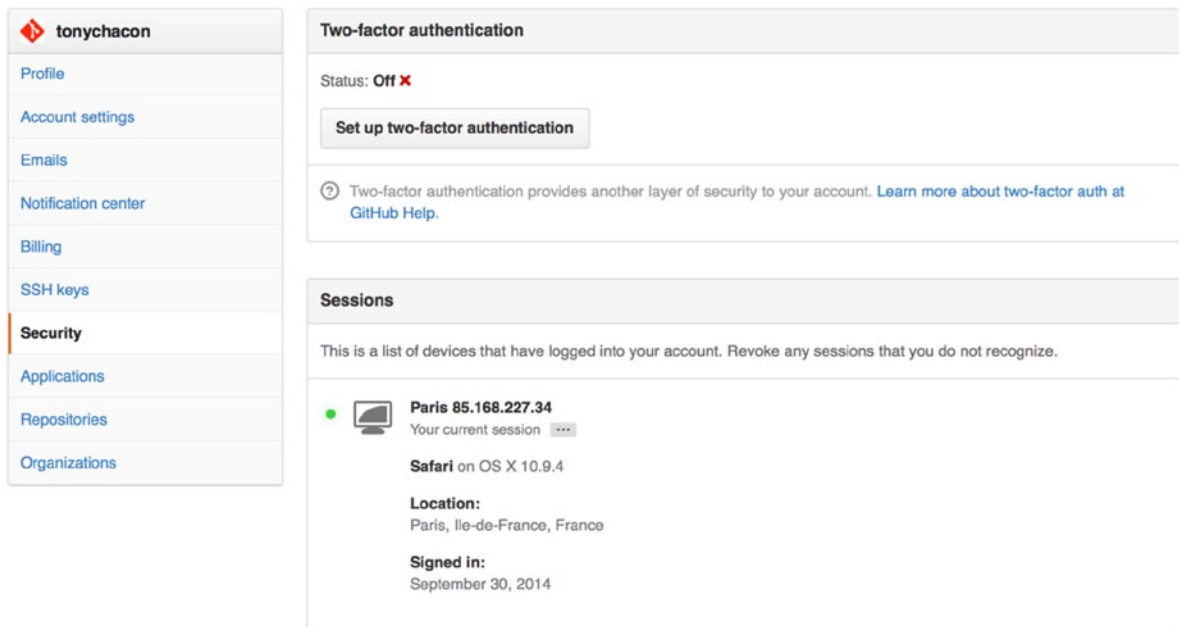 tonychacon
Profile
Account settings
Emails
Notification center
Billing
SSH keys
Security
Applications
Repositories
Organizations
Two-factor authentication
Status: Off ✖
Set up two-factor authentication
Two-factor authentication provides another layer of security to your account. Learn more about two-factor auth at
GitHub Help.
Sessions
This is a list of devices that have logged into your account. Revoke any sessions that you do not recognize.
Paris 85.168.227.34
Your current session ...
Safari on OS X 10.9.4
Location:
Paris, Ile-de-France, France
Signed in:
September 30, 2014